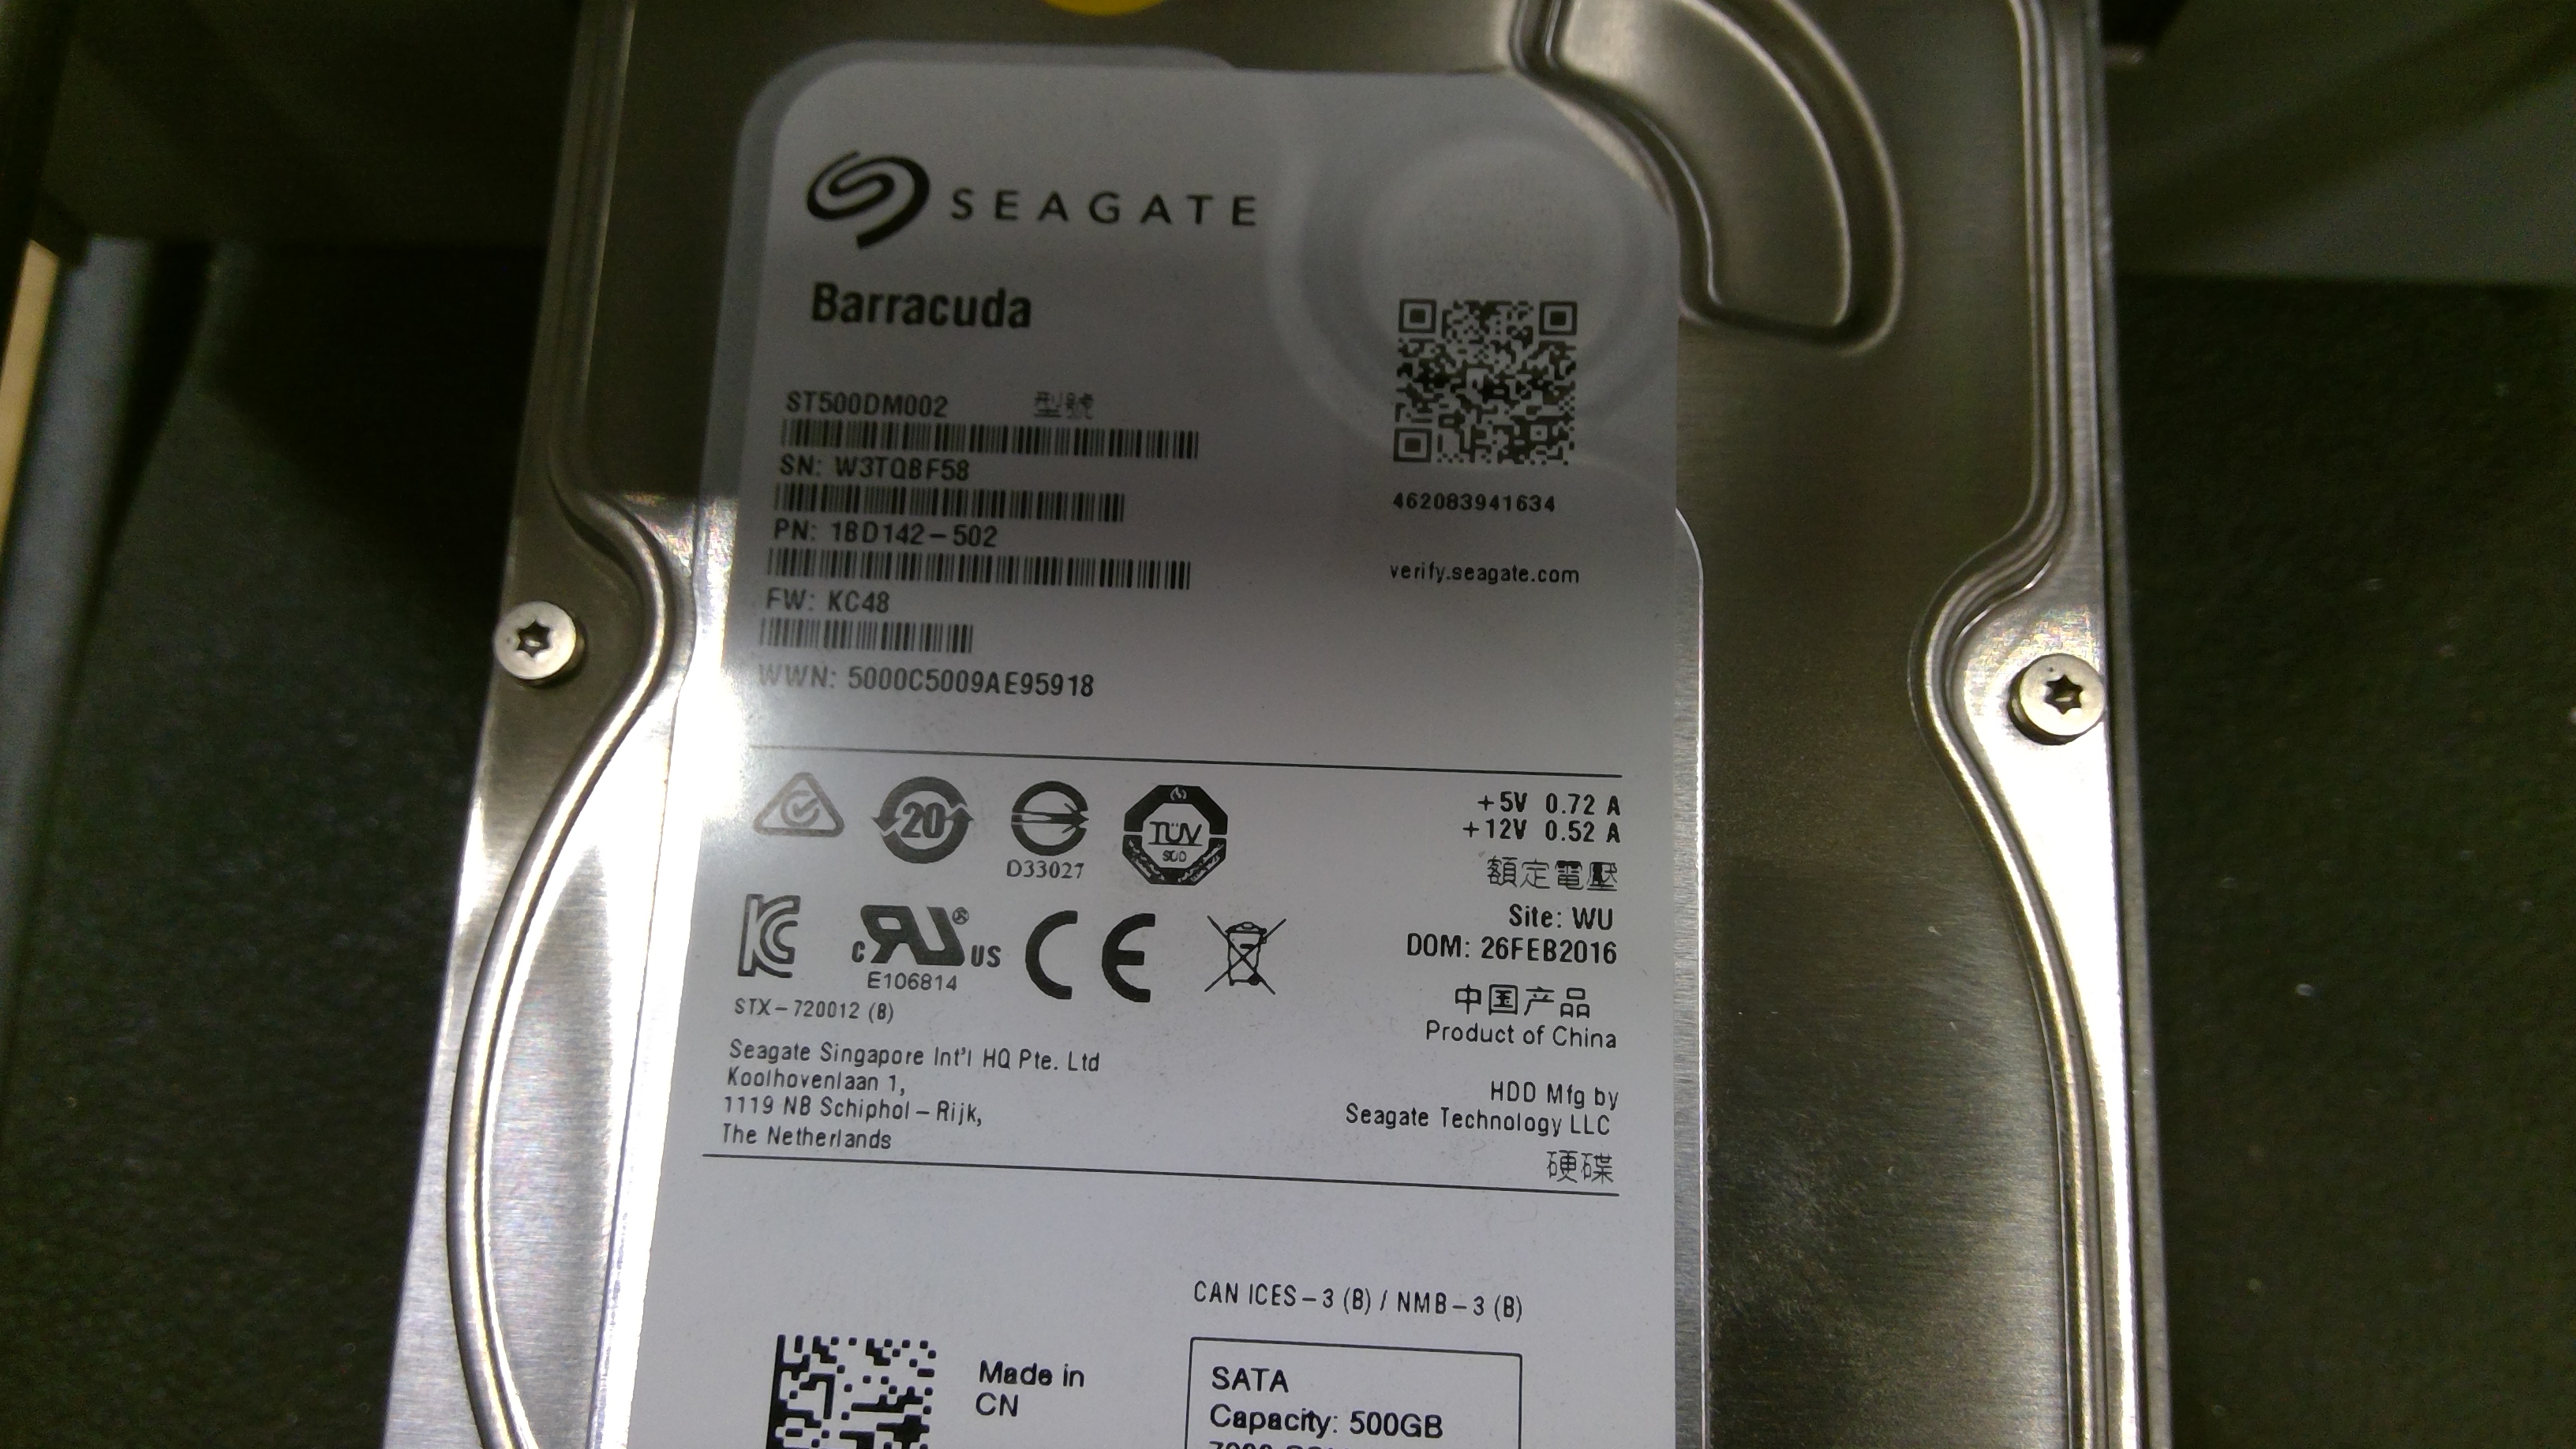 SEAGATE
Barracuda
ST500DM002 型號
SN: W3TQBF58
PN: 1BD142-502
FW: KC48
WWN: 5000C5009AE95918
462083941634
verify.seagate.com
20
D33027
TÜV
SÜD
+5V 0.72 A
+12V 0.52 A
額定電壓
Site: WU
DOM: 26FEB2016
中国产品
Product of China
HDD Mfg by
Seagate Technology LLC
硬碟
c RU ® US
E106814
CE
STX-720012 (B)
Seagate Singapore Int'l HQ Pte. Ltd
Koolhovenlaan 1,
1119 NB Schiphol-Rijk,
The Netherlands
CAN ICES-3 (B) / NMB-3 (B)
Made in
CN
SATA
Capacity: 500GB